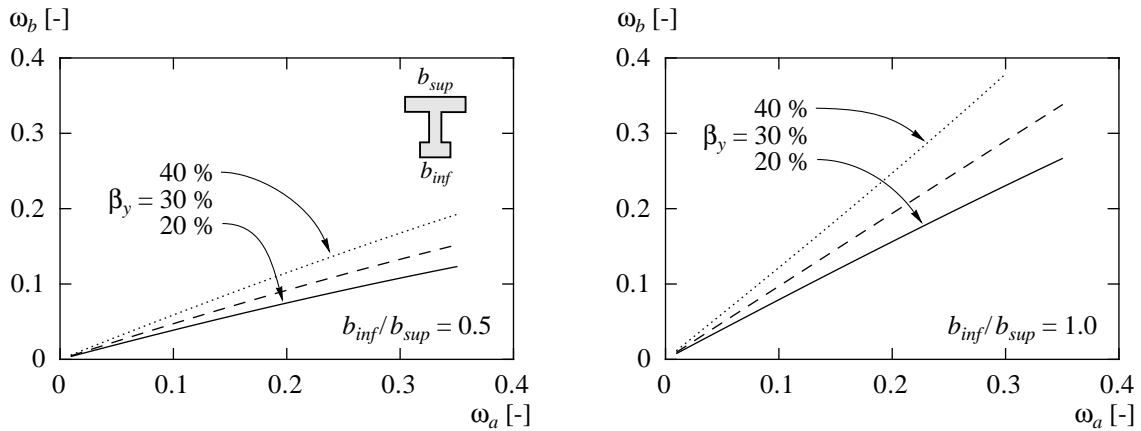 ω_b [-]
0.4
0.3
0.2
0.1
0
0
0.1
0.2
0.3
0.4
ω_a [-]
b_sup
b_inf
40 %
β_y = 30 %
20 %
b_inf/b_sup = 0.5
ω_b [-]
0.4
0.3
0.2
0.1
0
0
0.1
0.2
0.3
0.4
ω_a [-]
40 %
β_y = 30 %
20 %
b_inf/b_sup = 1.0